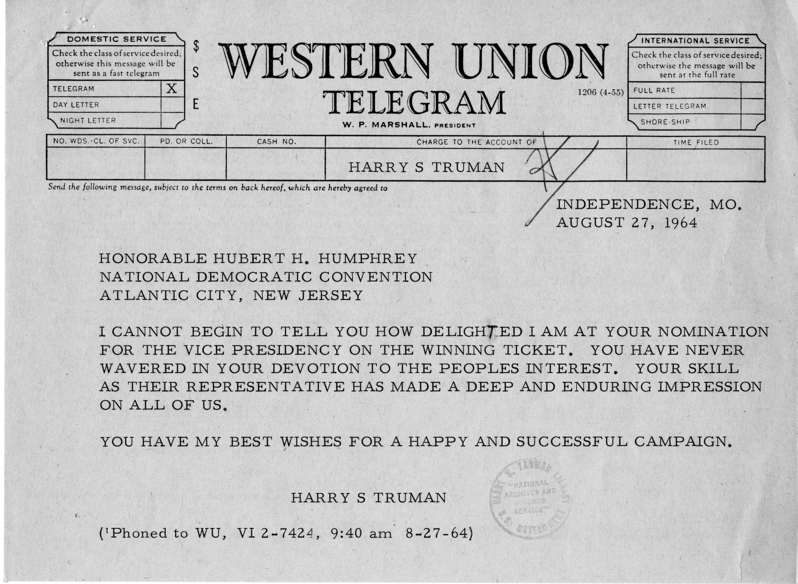 DOMESTIC SERVICE
Check the class of service desired;
otherwise this message will be
sent as a fast telegram
TELEGRAM X
DAY LETTER
NIGHT LETTER
$
S
E
WESTERN UNION
TELEGRAM
1206 (4-55)
W. P. MARSHALL, PRESIDENT
INTERNATIONAL SERVICE
Check the class of service desired;
otherwise the message will be
sent at the full rate
FULL RATE
LETTER TELEGRAM
SHORE-SHIP
NO. WDS.-CL. OF SVC. PD. OR COLL. CASH NO. CHARGE TO THE ACCOUNT OF TIME FILED
HARRY S TRUMAN
Send the following message, subject to the terms on back hereof, which are hereby agreed to
INDEPENDENCE, MO.
AUGUST 27, 1964
HONORABLE HUBERT H. HUMPHREY
NATIONAL DEMOCRATIC CONVENTION
ATLANTIC CITY, NEW JERSEY
I CANNOT BEGIN TO TELL YOU HOW DELIGHTED I AM AT YOUR NOMINATION
FOR THE VICE PRESIDENCY ON THE WINNING TICKET. YOU HAVE NEVER
WAVERED IN YOUR DEVOTION TO THE PEOPLES INTEREST. YOUR SKILL
AS THEIR REPRESENTATIVE HAS MADE A DEEP AND ENDURING IMPRESSION
ON ALL OF US.
YOU HAVE MY BEST WISHES FOR A HAPPY AND SUCCESSFUL CAMPAIGN.
HARRY S TRUMAN
('Phoned to WU, VI 2-7424, 9:40 am 8-27-64)
HARRY S. TRUMAN LIBRARY
NATIONAL
ARCHIVES AND
RECORDS
SERVICE
U.S. GOVERNMENT